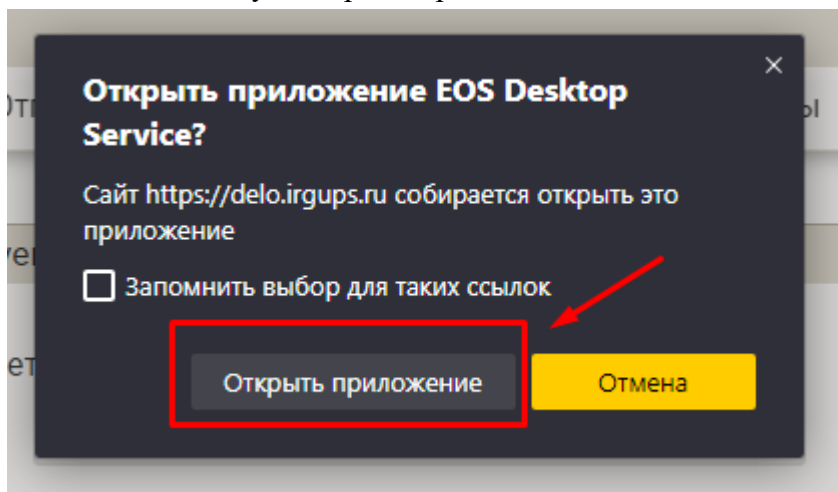 Открыть приложение EOS Desktop
Service?
Сайт https://delo.irgups.ru собирается открыть это
приложение
Запомнить выбор для таких ссылок
Открыть приложение
Отмена